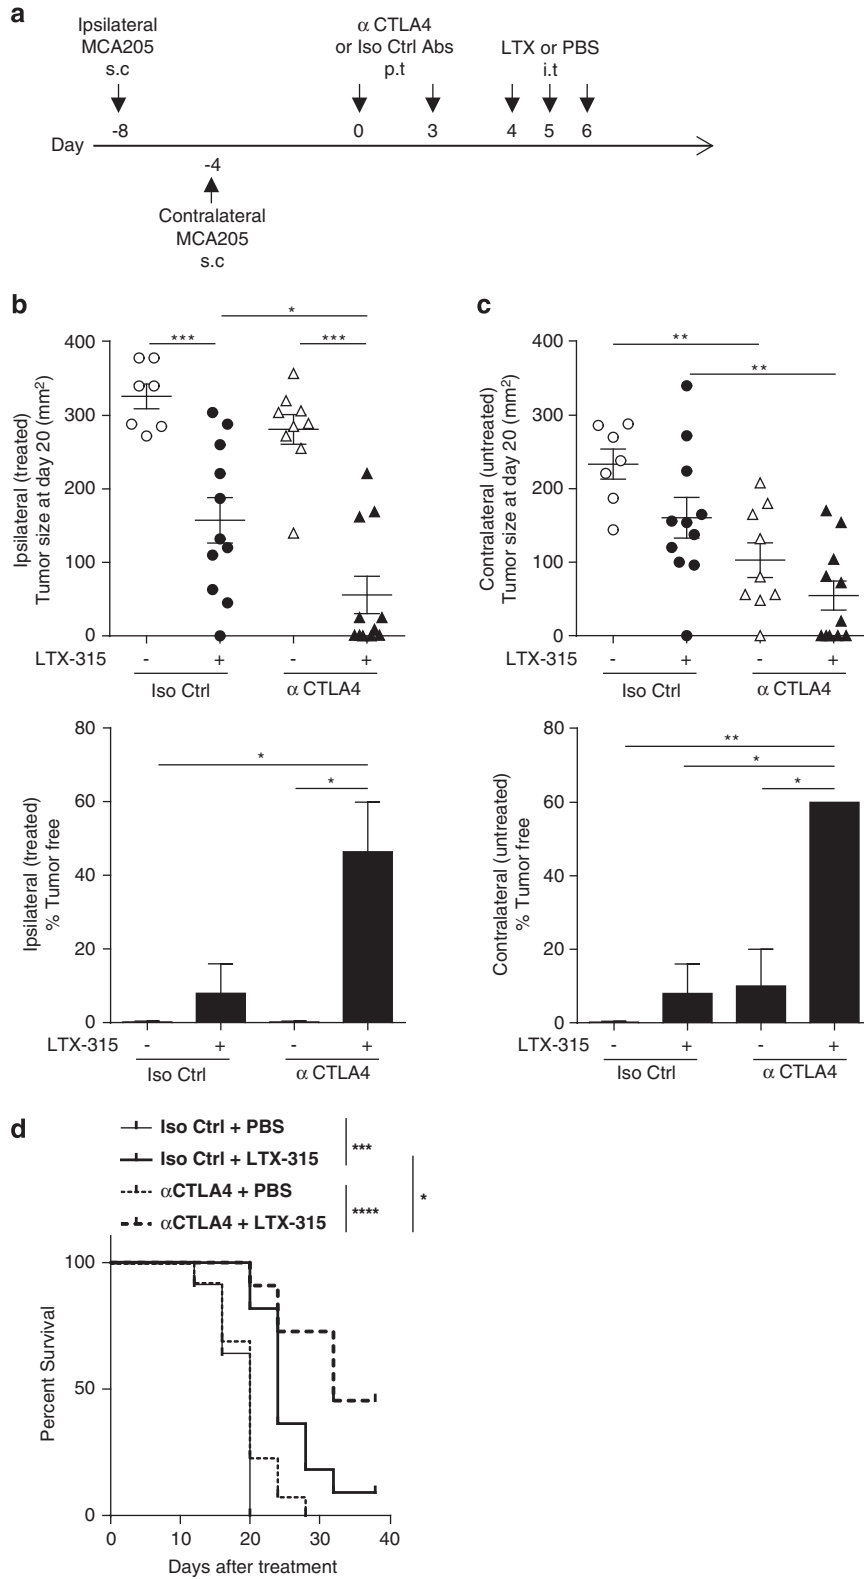 a
Ipsilateral
MCA205
s.c
α CTLA4
or Iso Ctrl Abs
p.t
LTX or PBS
i.t
Day
-8
0
3
4
5
6
-4
Contralateral
MCA205
s.c
b
Ipsilateral (treated)
Tumor size at day 20 (mm²)
400
300
200
100
0
***
*
***
LTX-315
-
+
-
+
Iso Ctrl
α CTLA4
c
Contralateral (untreated)
Tumor size at day 20 (mm²)
400
300
200
100
0
**
**
LTX-315
-
+
-
+
Iso Ctrl
α CTLA4
Ipsilateral (treated)
% Tumor free
80
60
40
20
0
*
*
LTX-315
-
+
-
+
Iso Ctrl
α CTLA4
Contralateral (untreated)
% Tumor free
80
60
40
20
0
**
*
*
LTX-315
-
+
-
+
Iso Ctrl
α CTLA4
d
Iso Ctrl + PBS
Iso Ctrl + LTX-315
αCTLA4 + PBS
αCTLA4 + LTX-315
***
****
*
Percent Survival
100
50
0
0
10
20
30
40
Days after treatment